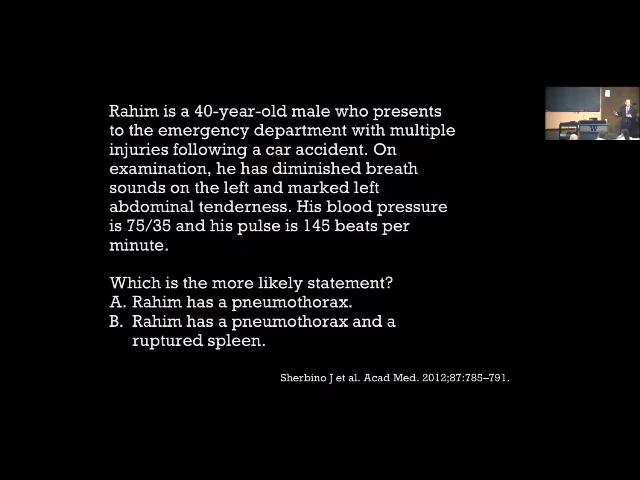 Rahim is a 40-year-old male who presents
to the emergency department with multiple
injuries following a car accident. On
examination, he has diminished breath
sounds on the left and marked left
abdominal tenderness. His blood pressure
is 75/35 and his pulse is 145 beats per
minute.
Which is the more likely statement?
A. Rahim has a pneumothorax.
B. Rahim has a pneumothorax and a
ruptured spleen.
Sherbino J et al. Acad Med. 2012;87:785–791.